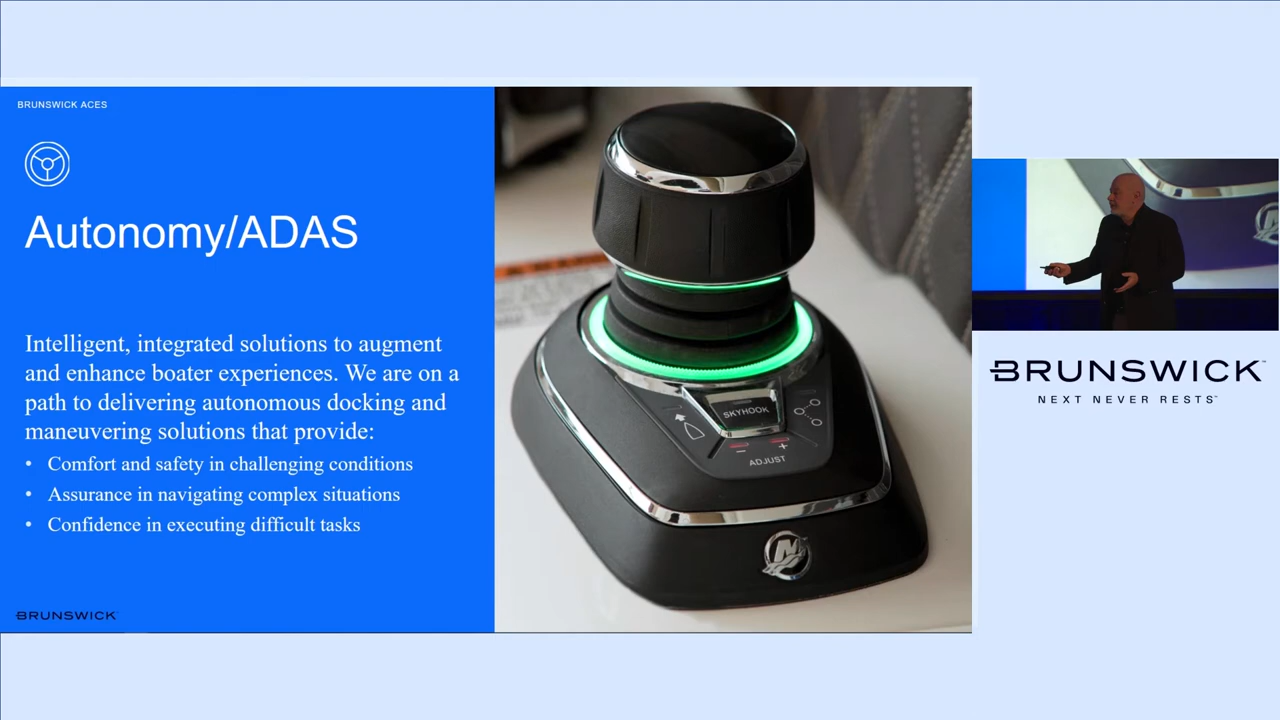 BRUNSWICK ACES
Autonomy/ADAS
Intelligent, integrated solutions to augment
and enhance boater experiences. We are on a
path to delivering autonomous docking and
maneuvering solutions that provide:
• Comfort and safety in challenging conditions
• Assurance in navigating complex situations
• Confidence in executing difficult tasks
BRUNSWICK
SKYHOOK
- +
ADJUST
BRUNSWICK™
NEXT NEVER RESTS™